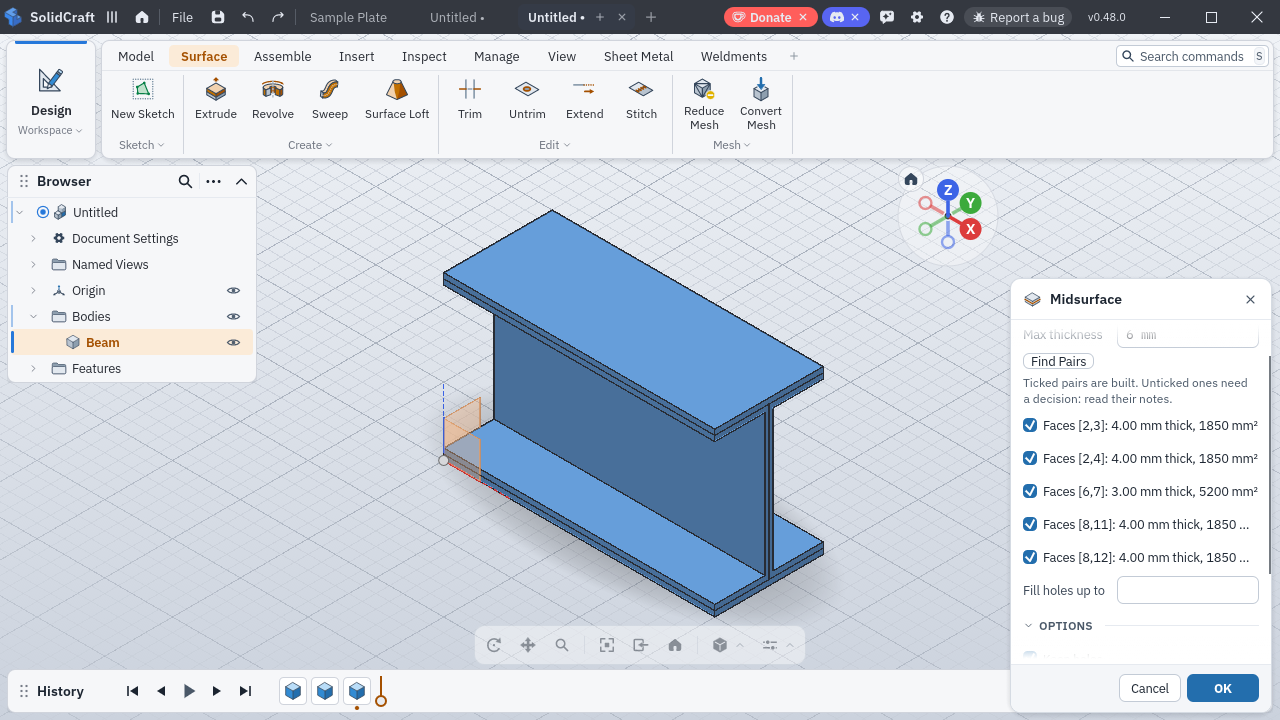 SolidCraft
File
Sample Plate
Untitled •
Untitled •
Donate
Report a bug
v0.48.0
Design
Workspace
Model
Surface
Assemble
Insert
Inspect
Manage
View
Sheet Metal
Weldments
Search commands
S
New Sketch
Extrude
Revolve
Sweep
Surface Loft
Trim
Untrim
Extend
Stitch
Reduce Mesh
Convert Mesh
Sketch
Create
Edit
Mesh
Browser
Untitled
Document Settings
Named Views
Origin
Bodies
Beam
Features
Z
Y
X
Midsurface
Max thickness
6 mm
Find Pairs
Ticked pairs are built. Unticked ones need
a decision: read their notes.
Faces [2,3]: 4.00 mm thick, 1850 mm²
Faces [2,4]: 4.00 mm thick, 1850 mm²
Faces [6,7]: 3.00 mm thick, 5200 mm²
Faces [8,11]: 4.00 mm thick, 1850 ...
Faces [8,12]: 4.00 mm thick, 1850 ...
Fill holes up to
OPTIONS
Cancel
OK
History